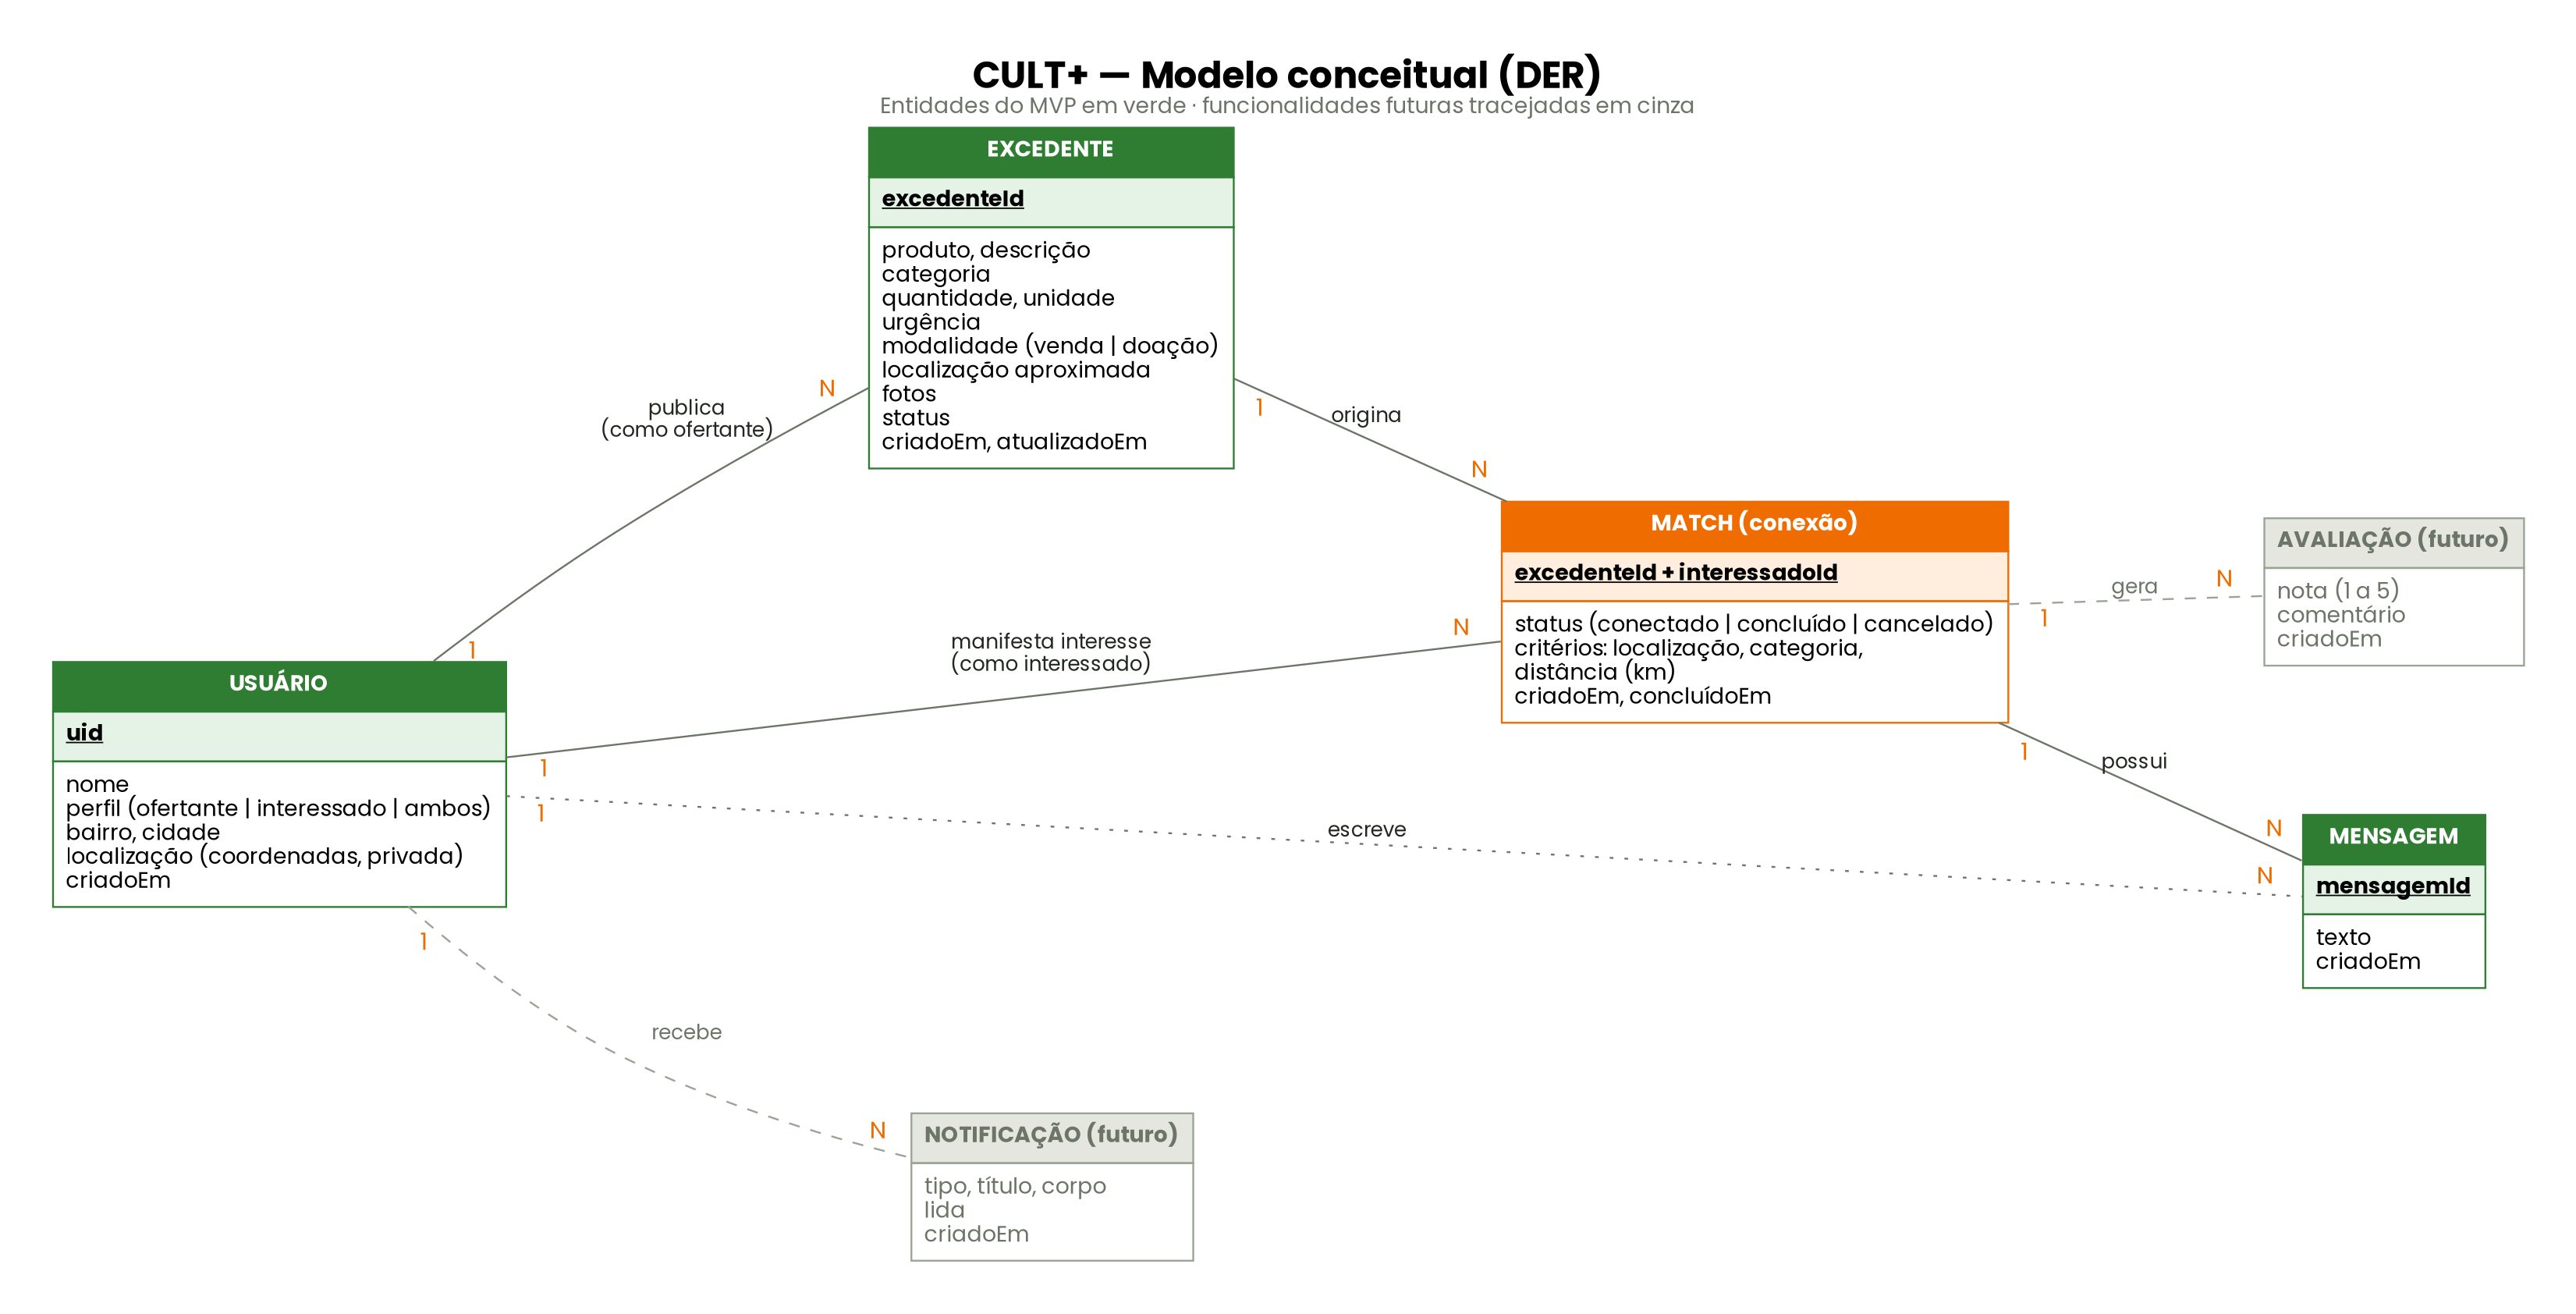 CULT+ — Modelo conceitual (DER)
Entidades do MVP em verde · funcionalidades futuras tracejadas em cinza
EXCEDENTE
excedenteId
produto, descrição
categoria
quantidade, unidade
urgência
modalidade (venda | doação)
localização aproximada
fotos
status
criadoEm, atualizadoEm
N
publica
(como ofertante)
1
1
origina
N
MATCH (conexão)
excedenteId + interessadoId
status (conectado | concluído | cancelado)
critérios: localização, categoria,
distância (km)
criadoEm, concluídoEm
AVALIAÇÃO (futuro)
nota (1 a 5)
comentário
criadoEm
gera
N
1
manifesta interesse
(como interessado)
N
1
USUÁRIO
uid
nome
perfil (ofertante | interessado | ambos)
bairro, cidade
localização (coordenadas, privada)
criadoEm
1
escreve
N
1
possui
N
MENSAGEM
mensagemId
texto
criadoEm
1
recebe
N
NOTIFICAÇÃO (futuro)
tipo, título, corpo
lida
criadoEm